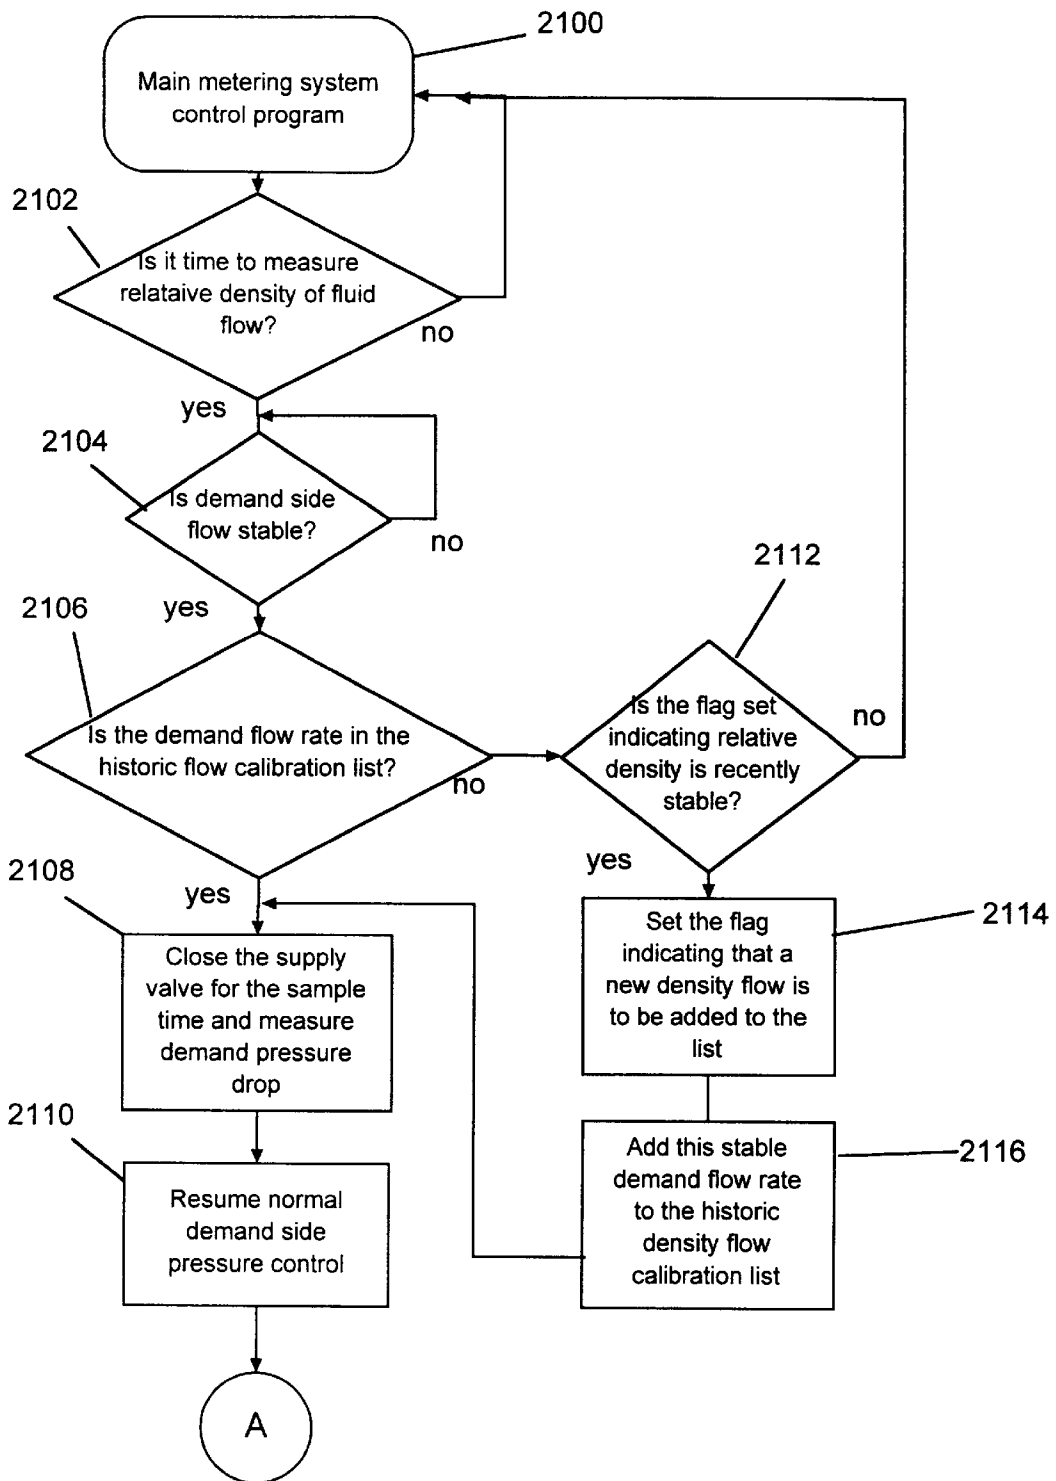 2100
Main metering system
control program
2102
Is it time to measure
relataive density of fluid
flow?
no
yes
2104
Is demand side
flow stable?
no
yes
2112
2106
Is the demand flow rate in the
historic flow calibration list?
no
Is the flag set
indicating relative
density is recently
stable?
no
yes
yes
2108
Close the supply
valve for the sample
time and measure
demand pressure
drop
Set the flag
indicating that a
new density flow is
to be added to the
list
2114
2110
Resume normal
demand side
pressure control
Add this stable
demand flow rate
to the historic
density flow
calibration list
2116
A